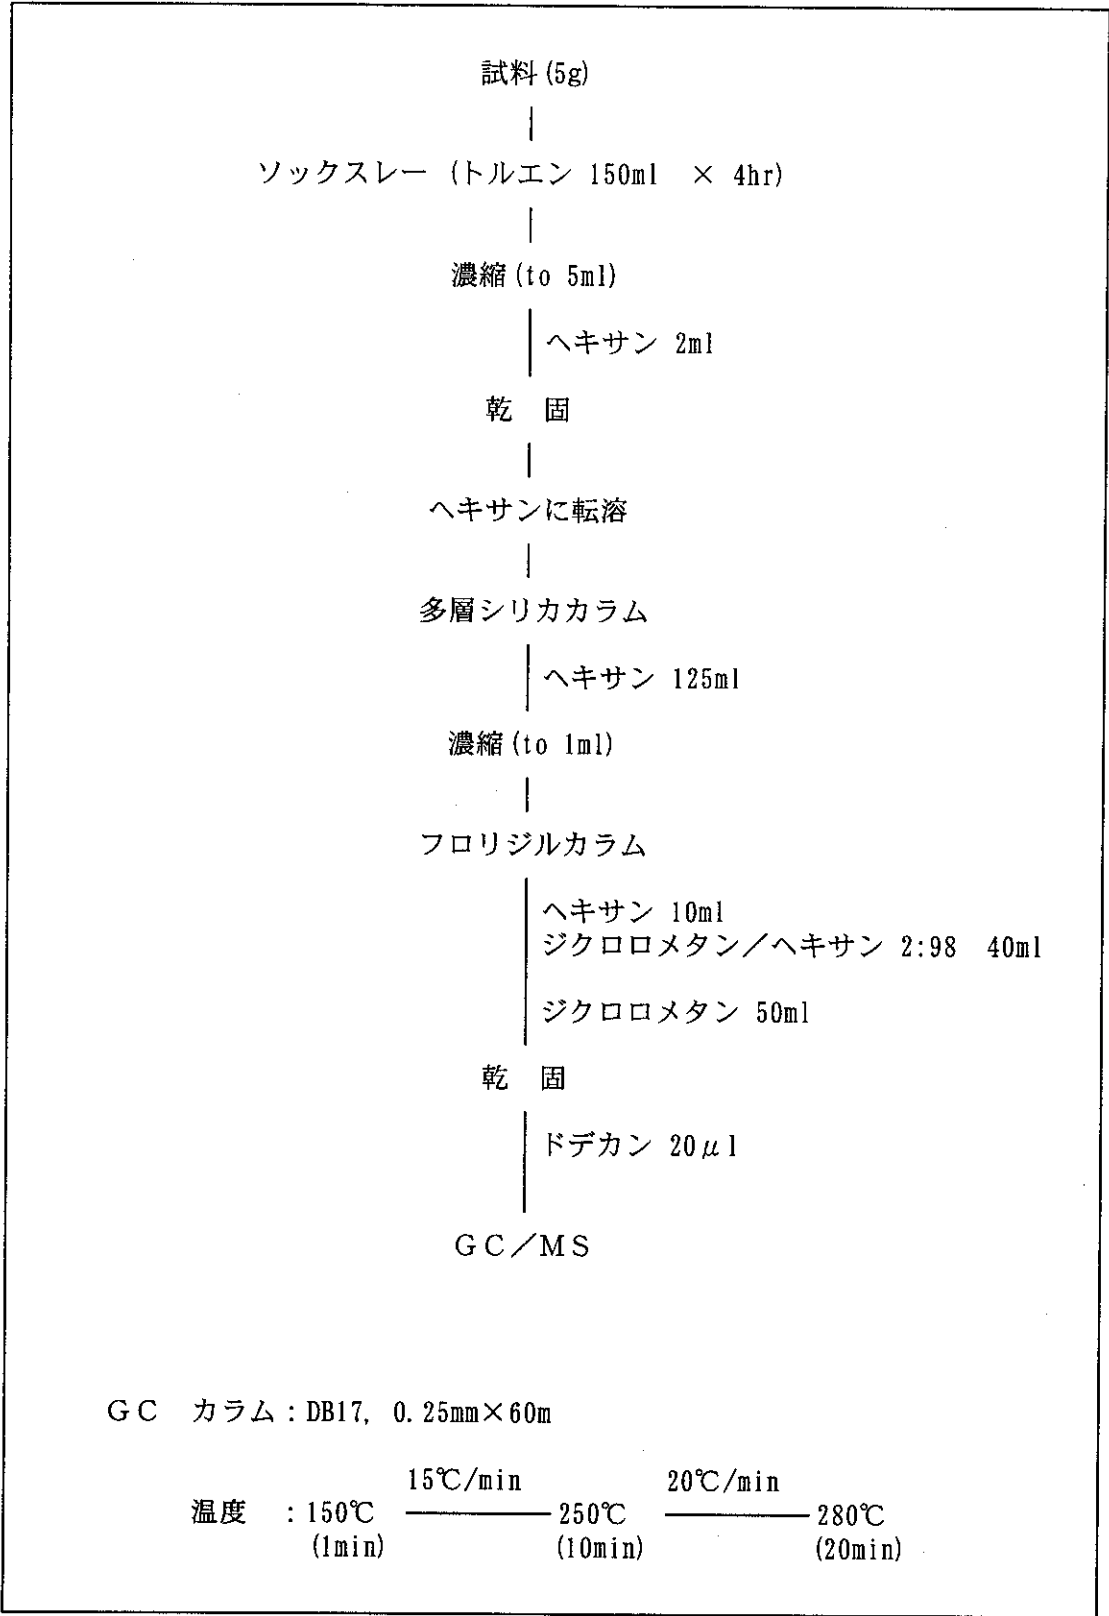 試料(5g)
ソックスレー (トルエン 150ml × 4hr)
濃縮(to 5ml)
ヘキサン 2ml
乾 固
ヘキサンに転溶
多層シリカカラム
ヘキサン 125ml
濃縮(to 1ml)
フロリジルカラム
ヘキサン 10ml
ジクロロメタン/ヘキサン 2:98 40ml
ジクロロメタン 50ml
乾 固
ドデカン 20μl
GC/MS
GC カラム:DB17, 0.25mm×60m
15℃/min 20℃/min
温度 :150℃ 250℃ 280℃
(1min) (10min) (20min)